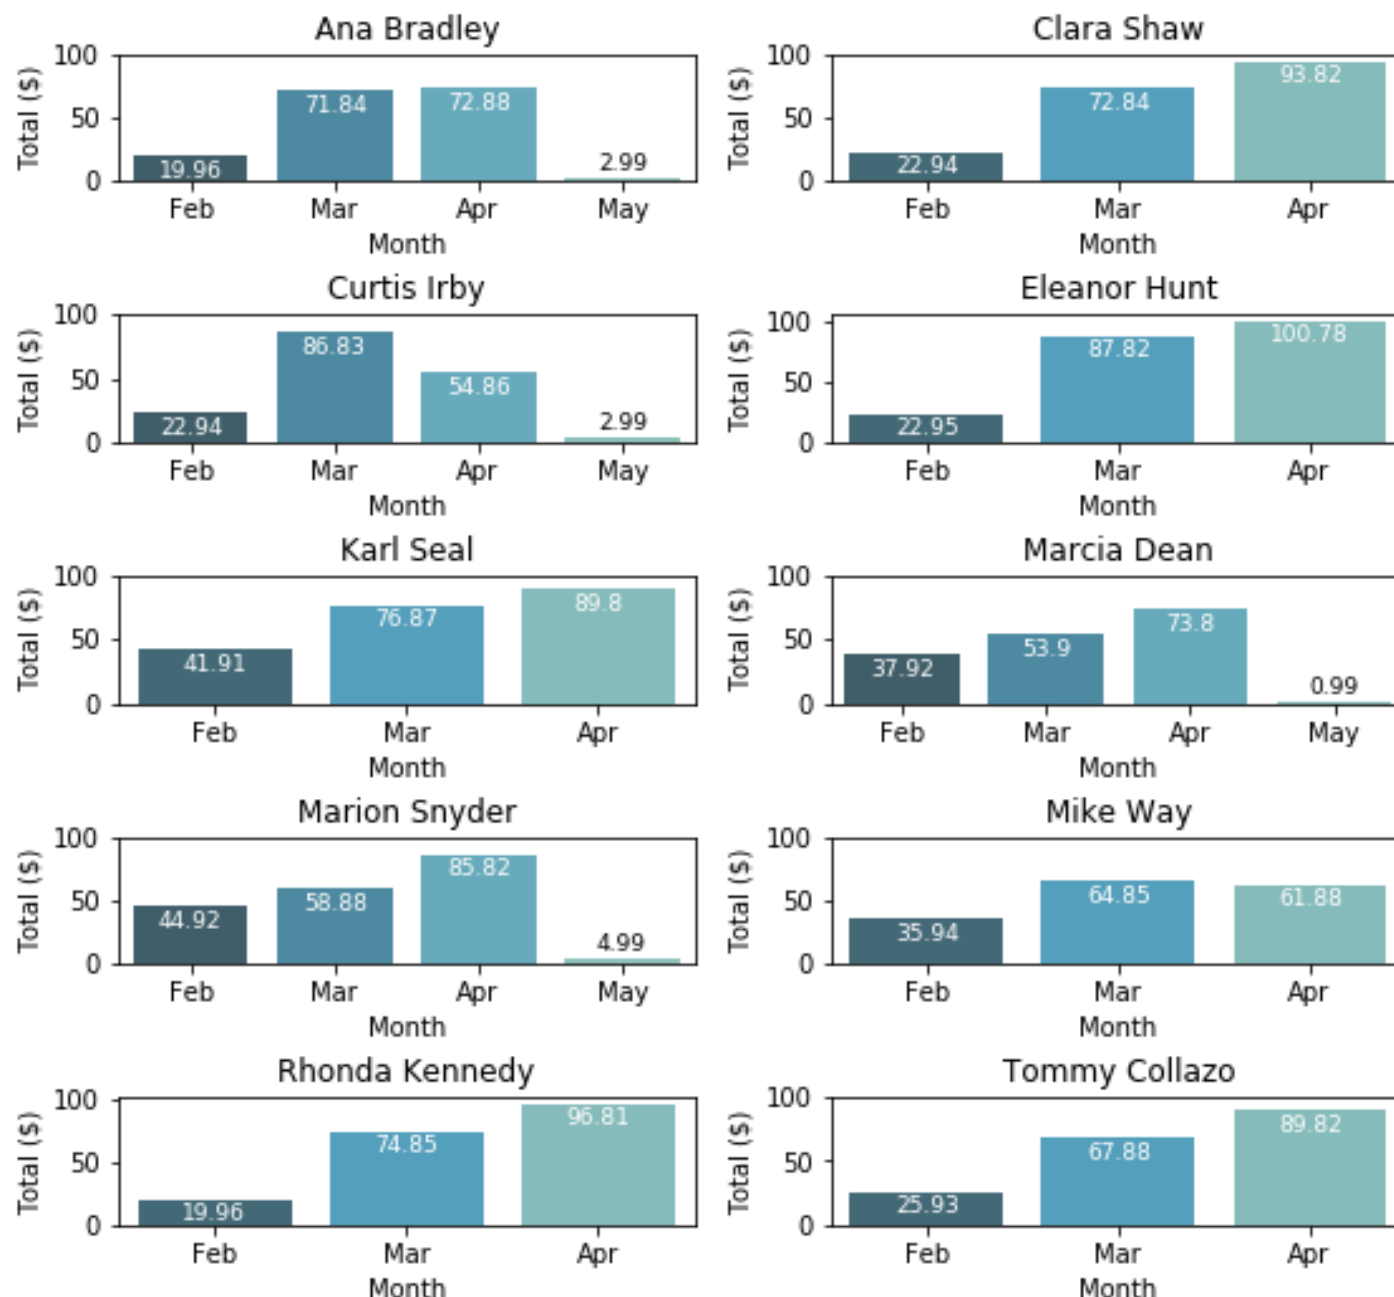 Ana Bradley
Total ($)
100
50
0
19.96
71.84
72.88
2.99
Feb
Mar
Apr
May
Month
Clara Shaw
Total ($)
100
50
0
22.94
72.84
93.82
Feb
Mar
Apr
Month
Curtis Irby
Total ($)
100
50
0
22.94
86.83
54.86
2.99
Feb
Mar
Apr
May
Month
Eleanor Hunt
Total ($)
100
50
0
22.95
87.82
100.78
Feb
Mar
Apr
Month
Karl Seal
Total ($)
100
50
0
41.91
76.87
89.8
Feb
Mar
Apr
Month
Marcia Dean
Total ($)
100
50
0
37.92
53.9
73.8
0.99
Feb
Mar
Apr
May
Month
Marion Snyder
Total ($)
100
50
0
44.92
58.88
85.82
4.99
Feb
Mar
Apr
May
Month
Mike Way
Total ($)
100
50
0
35.94
64.85
61.88
Feb
Mar
Apr
Month
Rhonda Kennedy
Total ($)
100
50
0
19.96
74.85
96.81
Feb
Mar
Apr
Month
Tommy Collazo
Total ($)
100
50
0
25.93
67.88
89.82
Feb
Mar
Apr
Month